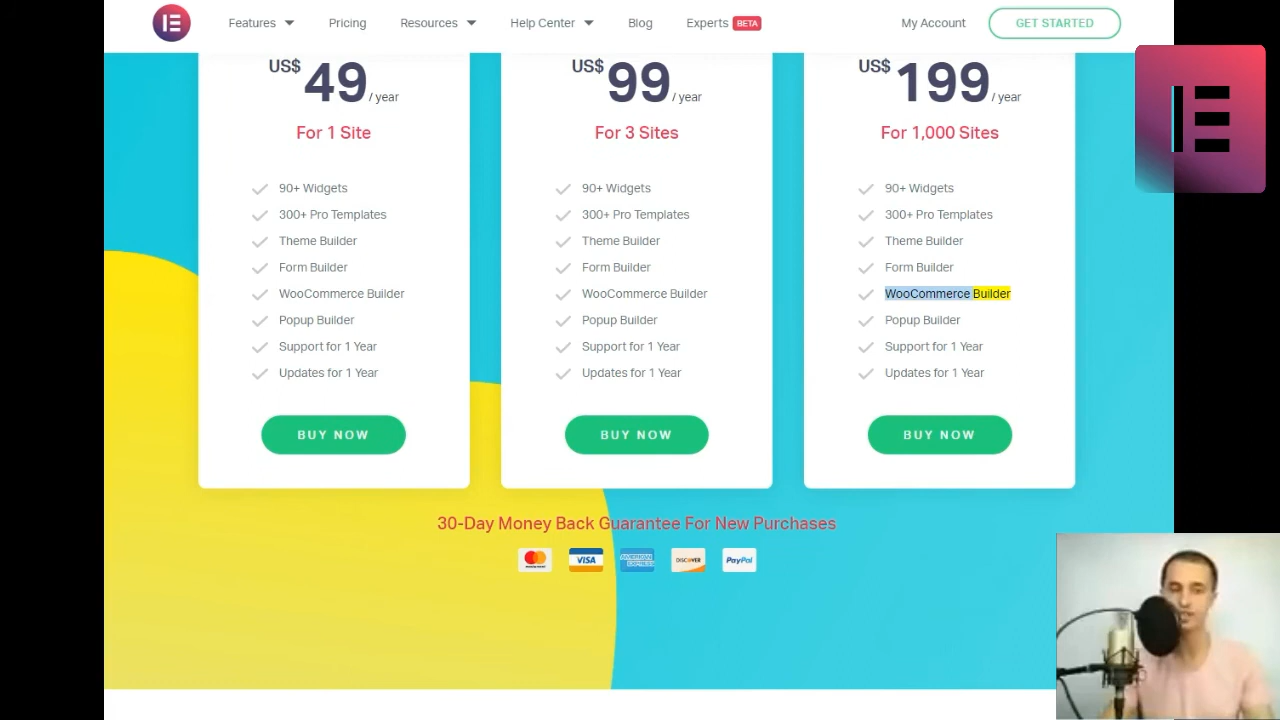 Features
Pricing
Resources
Help Center
Blog
Experts BETA
My Account
GET STARTED
US$ 49 / year
For 1 Site
90+ Widgets
300+ Pro Templates
Theme Builder
Form Builder
WooCommerce Builder
Popup Builder
Support for 1 Year
Updates for 1 Year
BUY NOW
US$ 99 / year
For 3 Sites
90+ Widgets
300+ Pro Templates
Theme Builder
Form Builder
WooCommerce Builder
Popup Builder
Support for 1 Year
Updates for 1 Year
BUY NOW
US$ 199 / year
For 1,000 Sites
90+ Widgets
300+ Pro Templates
Theme Builder
Form Builder
WooCommerce Builder
Popup Builder
Support for 1 Year
Updates for 1 Year
BUY NOW
30-Day Money Back Guarantee For New Purchases
VISA
AMERICAN EXPRESS
DISCOVER
PayPal